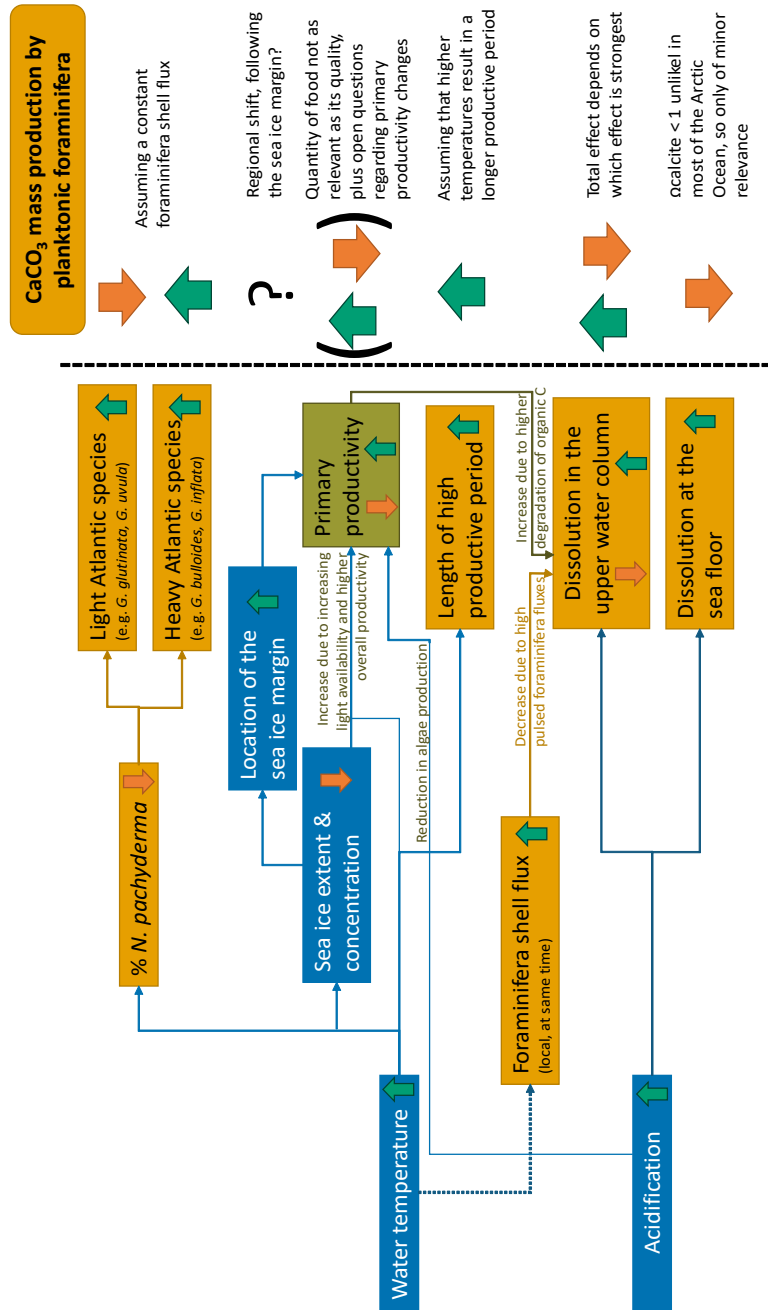 CaCO₃ mass production by
planktonic foraminifera
Water temperature
Acidification
% N. pachyderma
Sea ice extent &
concentration
Foraminifera shell flux
(local, at same time)
Light Atlantic species
(e.g. G. glutinata, G. uvula)
Heavy Atlantic species
(e.g. G. bulloides, G. inflata)
Location of the
sea ice margin
Increase due to increasing
light availability and higher
overall productivity
Primary
productivity
Reduction in algae production
Length of high
productive period
Decrease due to high
pulsed foraminifera fluxes
Increase due to higher
degradation of organic C
Dissolution in the
upper water column
Dissolution at the
sea floor
Assuming a constant
foraminifera shell flux
?
Regional shift, following
the sea ice margin?
( )
Quantity of food not as
relevant as its quality,
plus open questions
regarding primary
productivity changes
Assuming that higher
temperatures result in a
longer productive period
Total effect depends on
which effect is strongest
Ωcalcite < 1 unlikel in
most of the Arctic
Ocean, so only of minor
relevance